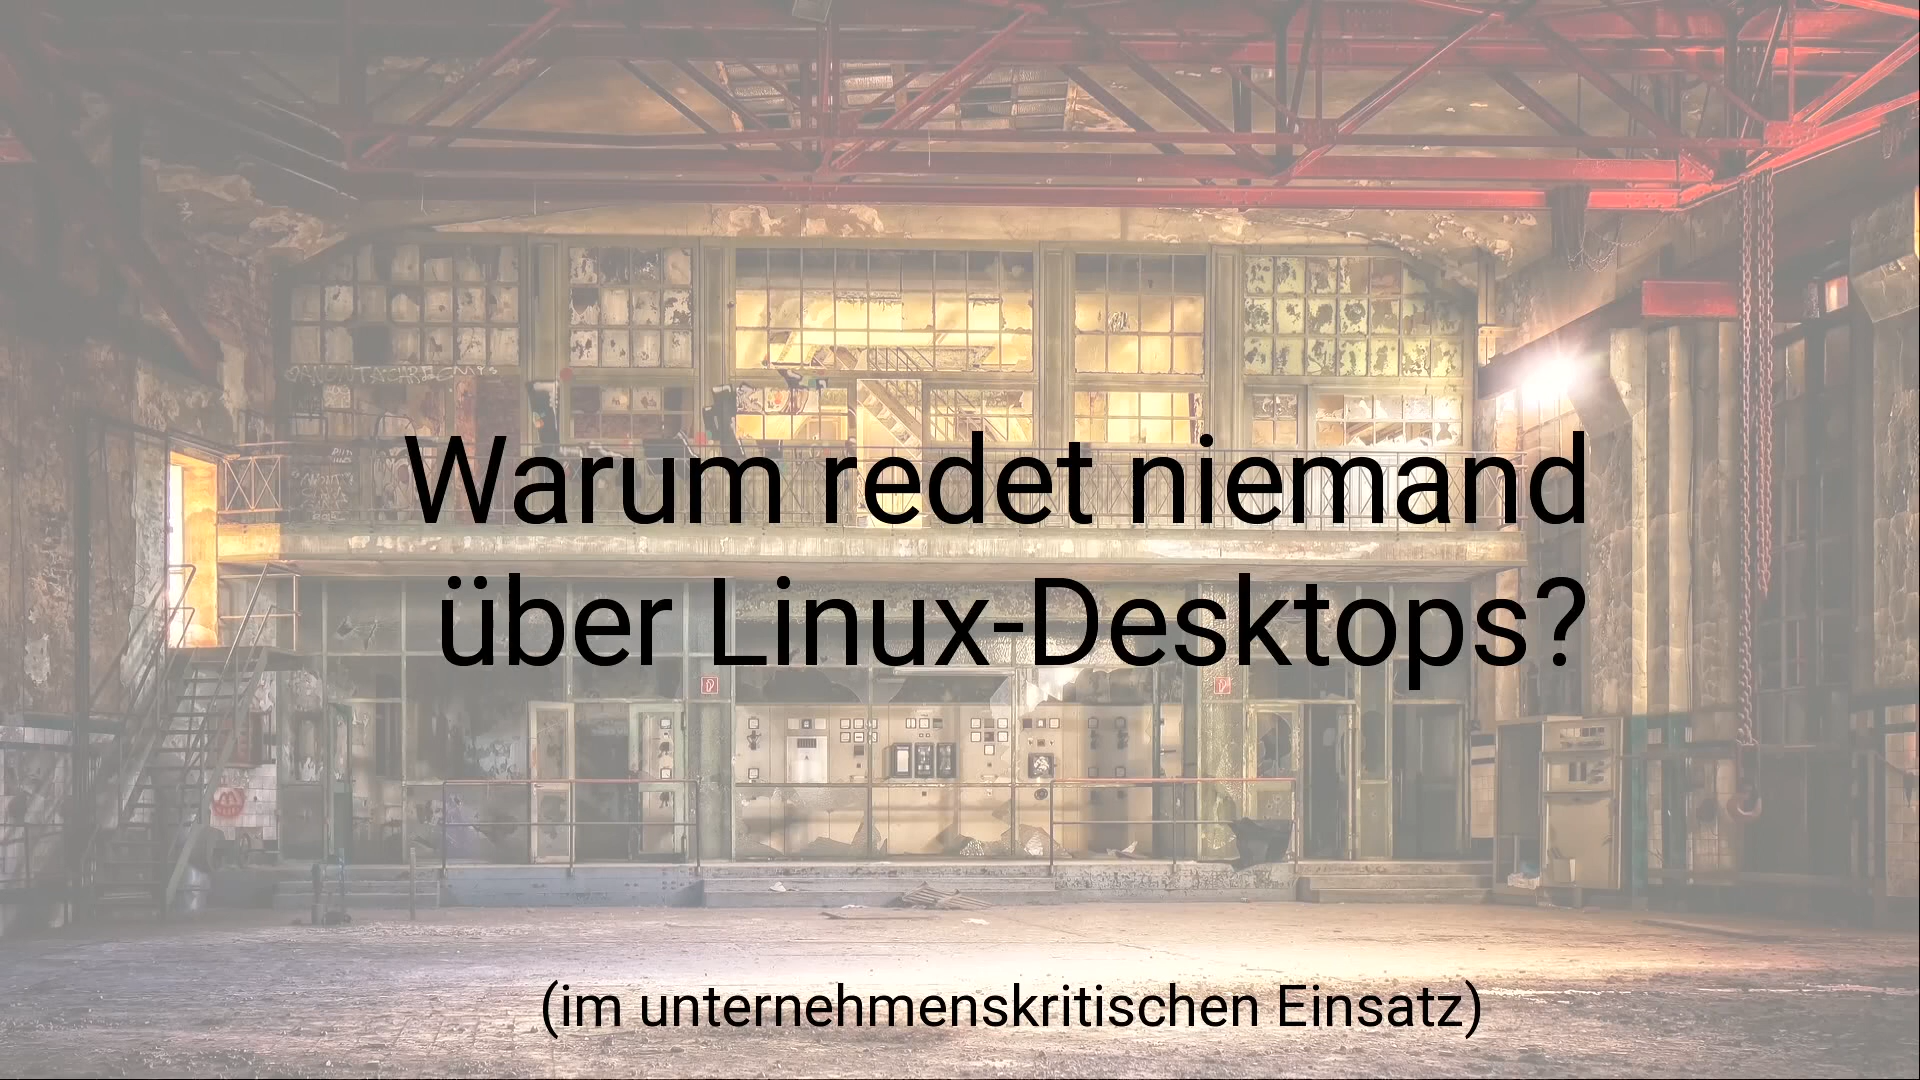 Warum redet niemand
über Linux-Desktops?
(im unternehmenskritischen Einsatz)